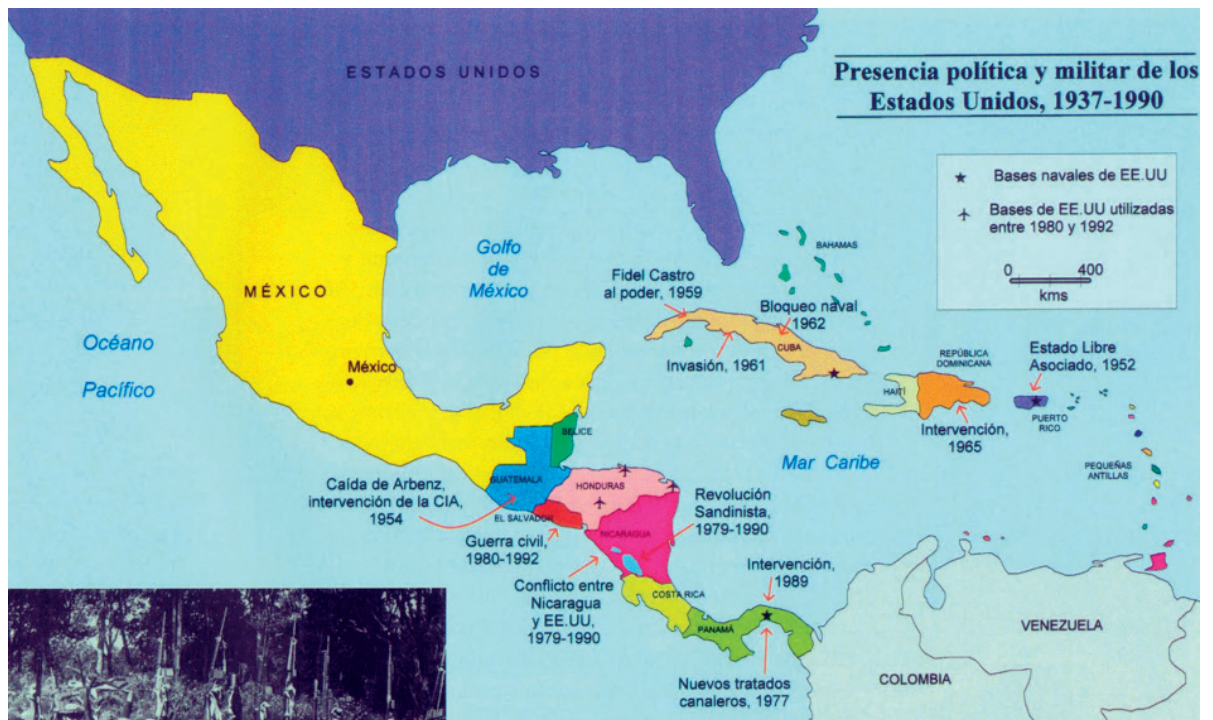 ESTADOS UNIDOS
Presencia política y militar de los
Estados Unidos, 1937-1990
Bases navales de EE.UU
Bases de EE.UU utilizadas
entre 1980 y 1992
0 400
kms
Golfo
de
México
BAHAMAS
Fidel Castro
al poder, 1959
Bloqueo naval
1962
CUBA
Invasión, 1961
MÉXICO
México
Océano
Pacífico
REPÚBLICA
DOMINICANA
HAITÍ
Estado Libre
Asociado, 1952
PUERTO
RICO
Intervención,
1965
Mar Caribe
PEQUEÑAS
ANTILLAS
BELICE
GUATEMALA
HONDURAS
Caída de Arbenz,
intervención de la CIA,
1954
EL SALVADOR
NICARAGUA
Revolución
Sandinista,
1979-1990
Guerra civil,
1980-1992
Conflicto entre
Nicaragua
y EE.UU,
1979-1990
COSTA RICA
Intervención,
1989
PANAMÁ
Nuevos tratados
canaleros, 1977
VENEZUELA
COLOMBIA